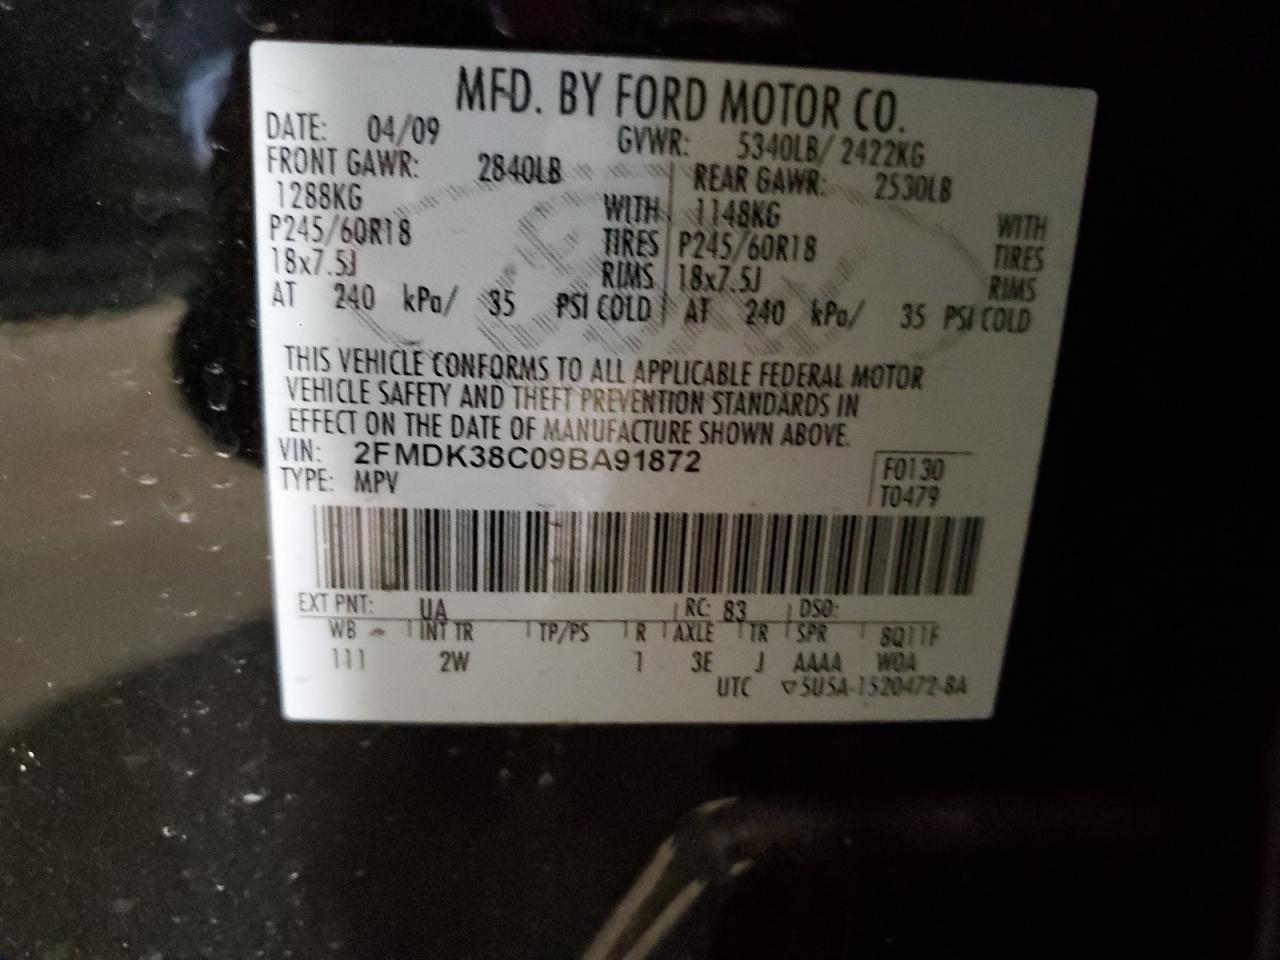 MFD. BY FORD MOTOR CO.
DATE: 04/09 GVWR: 5340LB/ 2422KG
FRONT GAWR: 2840LB REAR GAWR: 2530LB
1288KG WITH 1148KG WITH
P245/60R18 TIRES P245/60R18 TIRES
18x7.5J RIMS 18x7.5J RIMS
AT 240 kPa/ 35 PSI COLD AT 240 kPa/ 35 PSI COLD
THIS VEHICLE CONFORMS TO ALL APPLICABLE FEDERAL MOTOR
VEHICLE SAFETY AND THEFT PREVENTION STANDARDS IN
EFFECT ON THE DATE OF MANUFACTURE SHOWN ABOVE.
VIN: 2FMDK38C09BA91872
F0130
TYPE: MPV T0479
EXT PNT: UA RC: 83 DSO:
WB INT TR TP/PS R AXLE TR SPR 8Q11F
111 2W 1 3E J AAAA W0A
UTC ▽5U5A-1520472-BA